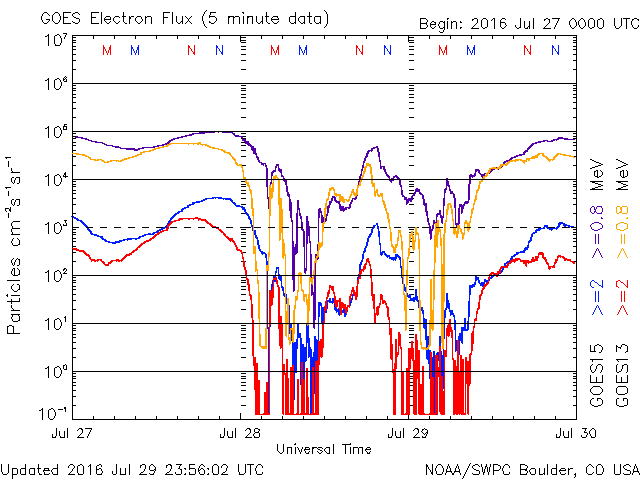 GOES Electron Flux (5 minute data)
Begin: 2016 Jul 27 0000 UTC
10⁷
M M N N M M N N M M N N
10⁶
10⁵
10⁴
10³
10²
10¹
10⁰
10⁻¹
Particles cm⁻²s⁻¹sr⁻¹
Jul 27 Jul 28 Jul 29 Jul 30
Universal Time
GOES15 >=2 >=0.8 MeV
GOES13 >=2 >=0.8 MeV
Updated 2016 Jul 29 23:56:02 UTC
NOAA/SWPC Boulder, CO USA